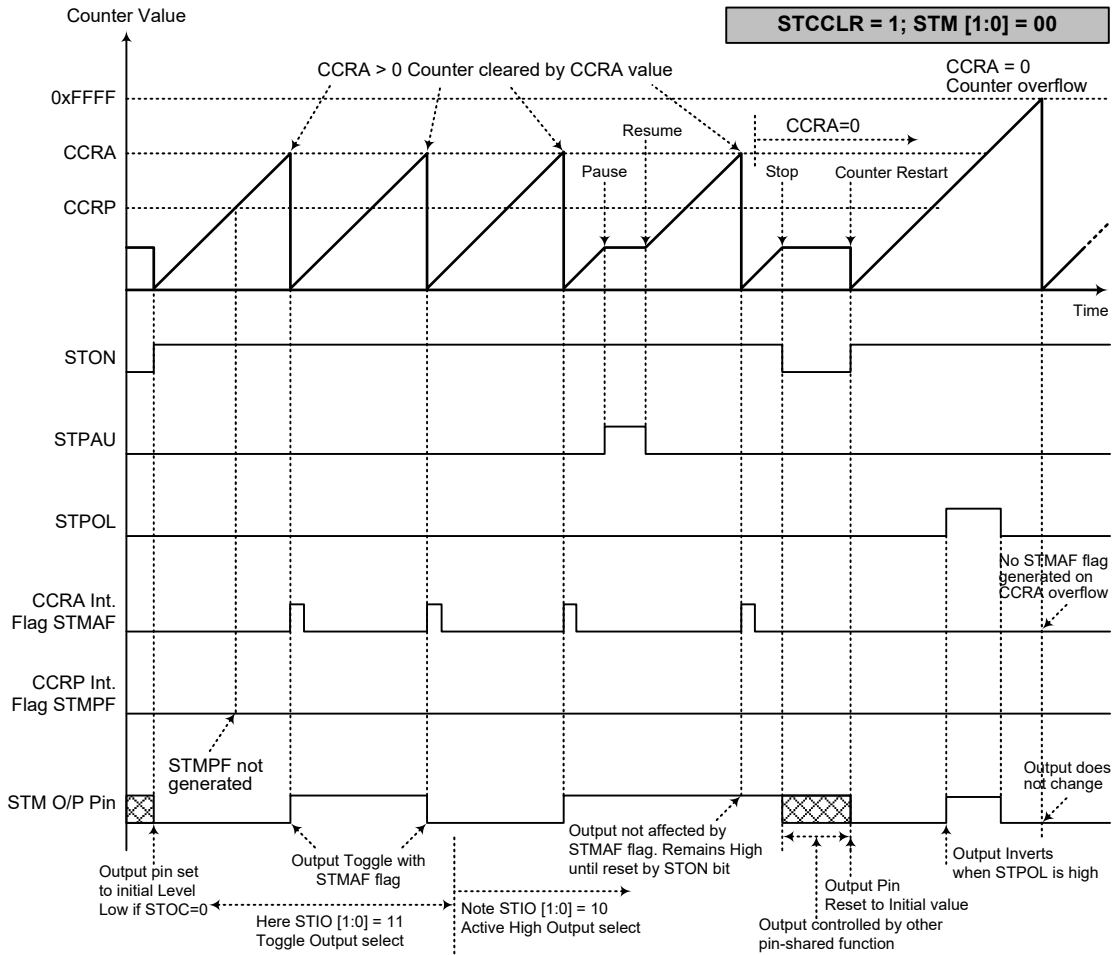 Counter Value
STCCLR = 1; STM [1:0] = 00
CCRA > 0 Counter cleared by CCRA value
CCRA = 0
Counter overflow
0xFFFF
Resume
CCRA=0
CCRA
Pause
Stop
Counter Restart
CCRP
Time
STON
STPAU
STPOL
No STMAF flag
generated on
CCRA overflow
CCRA Int.
Flag STMAF
CCRP Int.
Flag STMPF
STMPF not
generated
Output does
not change
STM O/P Pin
Output pin set
to initial Level
Low if STOC=0
Output Toggle with
STMAF flag
Output not affected by
STMAF flag. Remains High
until reset by STON bit
Output Inverts
when STPOL is high
Output Pin
Reset to Initial value
Here STIO [1:0] = 11
Toggle Output select
Note STIO [1:0] = 10
Active High Output select
Output controlled by other
pin-shared function